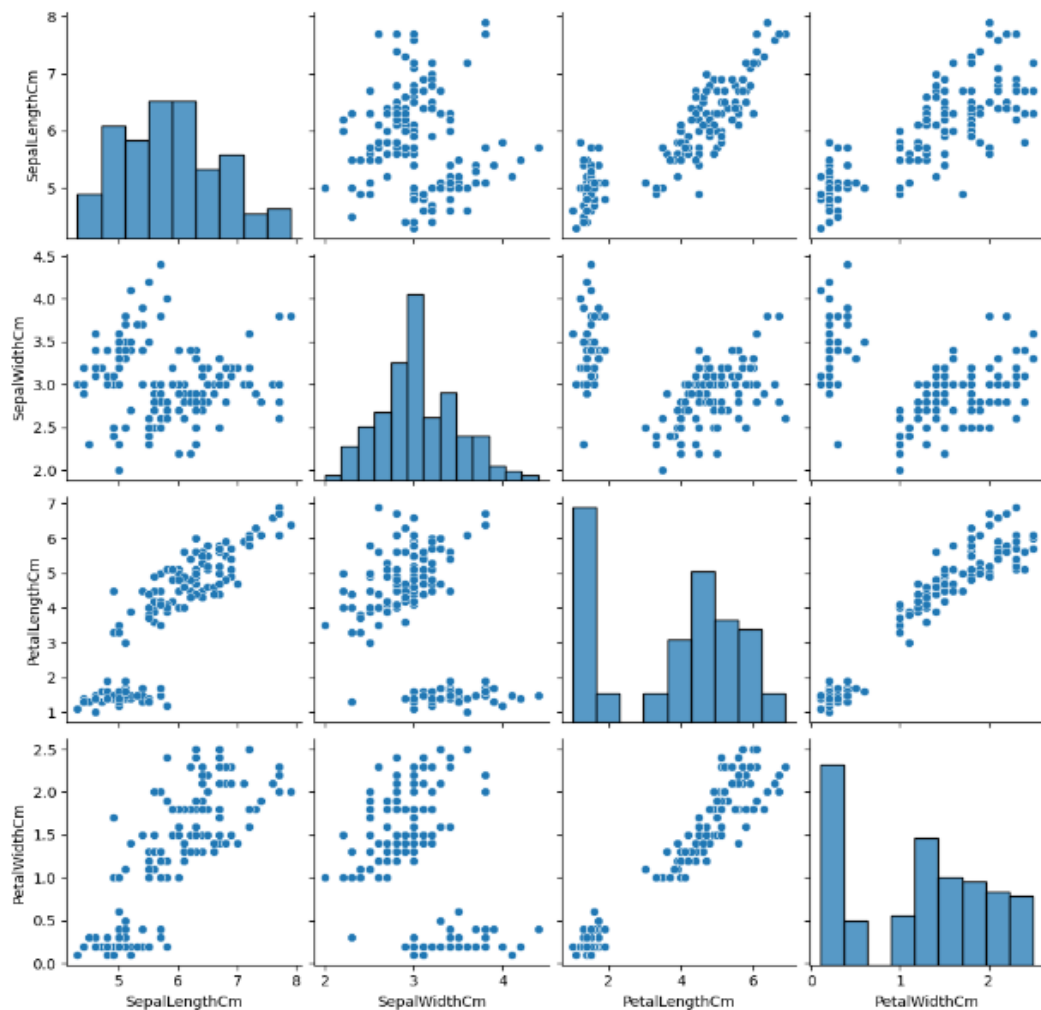 8
7
6
5
SepalLengthCm
4.5
4.0
3.5
3.0
2.5
2.0
SepalWidthCm
7
6
5
4
3
2
1
PetalLengthCm
2.5
2.0
1.5
1.0
0.5
0.0
PetalWidthCm
5 6 7 8
2 3 4
2 4 6
0 1 2
SepalLengthCm SepalWidthCm PetalLengthCm PetalWidthCm